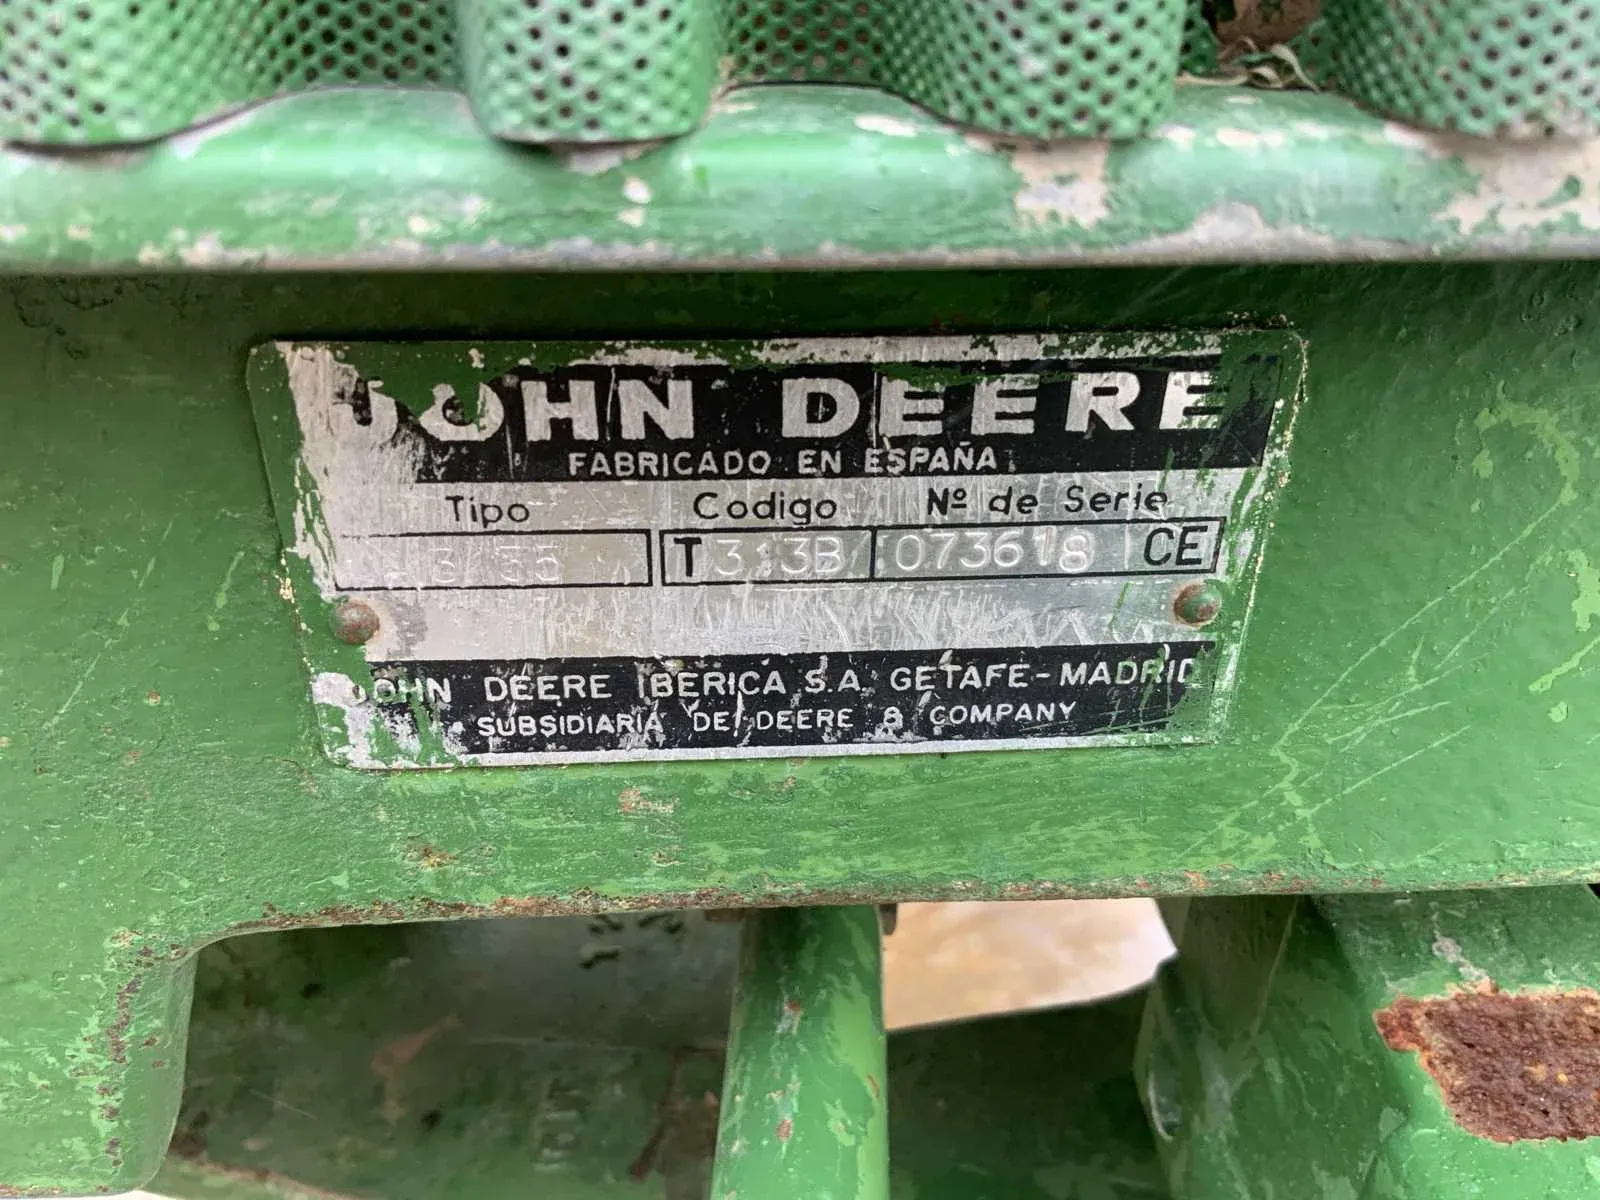 JOHN DEERE
FABRICADO EN ESPAÑA
Tipo Codigo Nº de Serie
T 313B 073618 CE
JOHN DEERE IBERICA S.A. GETAFE-MADRID
SUBSIDIARIA DE DEERE & COMPANY